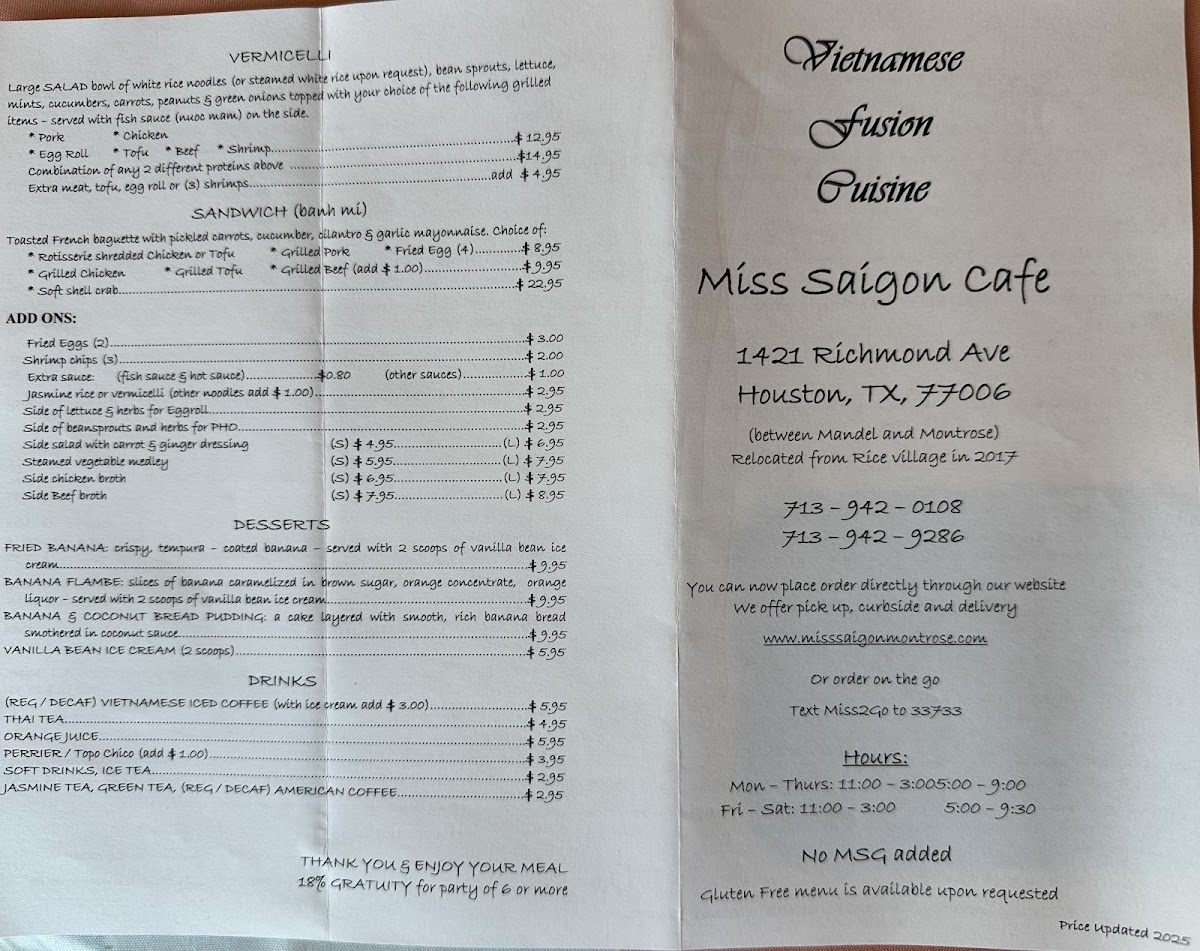 VERMICELLI
Large SALAD bowl of white rice noodles (or steamed white rice upon request), bean sprouts, lettuce,
mints, cucumbers, carrots, peanuts & green onions topped with your choice of the following grilled
items - served with fish sauce (nuoc mam) on the side.
* Pork * Chicken
* Egg Roll * Tofu * Beef * Shrimp...$ 12.95
Combination of any 2 different proteins above ...$14.95
Extra meat, tofu, egg roll or (3) shrimps...add $ 4.95
SANDWICH (banh mi)
Toasted French baguette with pickled carrots, cucumber, cilantro & garlic mayonnaise. Choice of:
* Rotisserie shredded Chicken or Tofu * Grilled Pork * Fried Egg (4)...$ 8.95
* Grilled Chicken * Grilled Tofu * Grilled Beef (add $ 1.00)...$ 9.95
* Soft shell crab...$ 22.95
ADD ONS:
Fried Eggs (2)...$ 3.00
Shrimp chips (3)...$ 2.00
Extra sauce: (fish sauce & hot sauce)...$0.80 (other sauces)...$ 1.00
Jasmine rice or vermicelli (other noodles add $ 1.00)...$ 2.95
Side of lettuce & herbs for Eggroll...$ 2.95
Side of beansprouts and herbs for PHO...$ 2.95
Side salad with carrot & ginger dressing (S) $ 4.95...(L) $ 6.95
Steamed vegetable medley (S) $ 5.95...(L) $ 7.95
Side chicken broth (S) $ 6.95...(L) $ 7.95
Side Beef broth (S) $ 7.95...(L) $ 8.95
DESSERTS
FRIED BANANA: crispy, tempura - coated banana - served with 2 scoops of vanilla bean ice
cream...$ 9.95
BANANA FLAMBE: slices of banana caramelized in brown sugar, orange concentrate, orange
liquor - served with 2 scoops of vanilla bean ice cream...$ 9.95
BANANA & COCONUT BREAD PUDDING: a cake layered with smooth, rich banana bread
smothered in coconut sauce...$ 9.95
VANILLA BEAN ICE CREAM (2 scoops)...$ 5.95
DRINKS
(REG / DECAF) VIETNAMESE ICED COFFEE (with ice cream add $ 3.00)...$ 5.95
THAI TEA...$ 4.95
ORANGE JUICE...$ 5.95
PERRIER / Topo Chico (add $ 1.00)...$ 3.95
SOFT DRINKS, ICE TEA...$ 2.95
JASMINE TEA, GREEN TEA, (REG / DECAF) AMERICAN COFFEE...$ 2.95
THANK YOU & ENJOY YOUR MEAL
18% GRATUITY for party of 6 or more
Vietnamese
Fusion
Cuisine
Miss Saigon Cafe
1421 Richmond Ave
Houston, TX, 77006
(between Mandel and Montrose)
Relocated from Rice Village in 2017
713 - 942 - 0108
713 - 942 - 9286
You can now place order directly through our website
We offer pick up, curbside and delivery
www.misssaigonmontrose.com
Or order on the go
Text Miss2Go to 33733
Hours:
Mon - Thurs: 11:00 - 3:005:00 - 9:00
Fri - Sat: 11:00 - 3:00 5:00 - 9:30
No MSG added
Gluten Free menu is available upon requested
Price Updated 2025